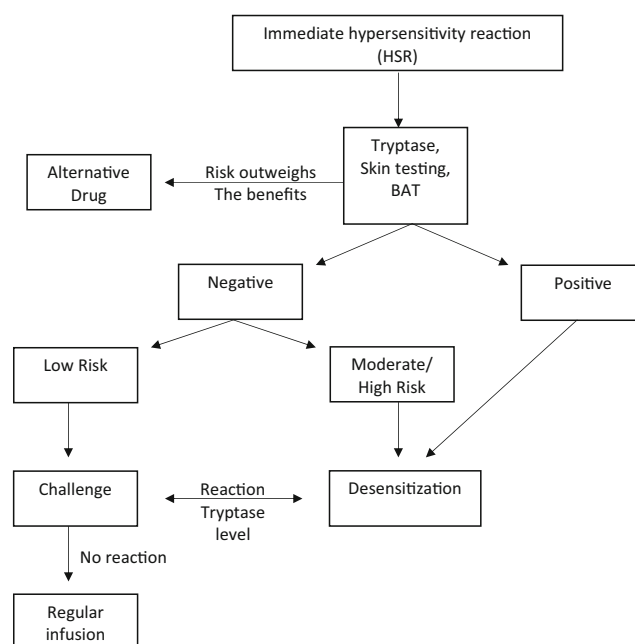 Immediate hypersensitivity reaction
(HSR)
Tryptase,
Skin testing,
BAT
Risk outweighs
The benefits
Alternative
Drug
Negative
Positive
Low Risk
Moderate/
High Risk
Challenge
Reaction
Tryptase
level
Desensitization
No reaction
Regular
infusion